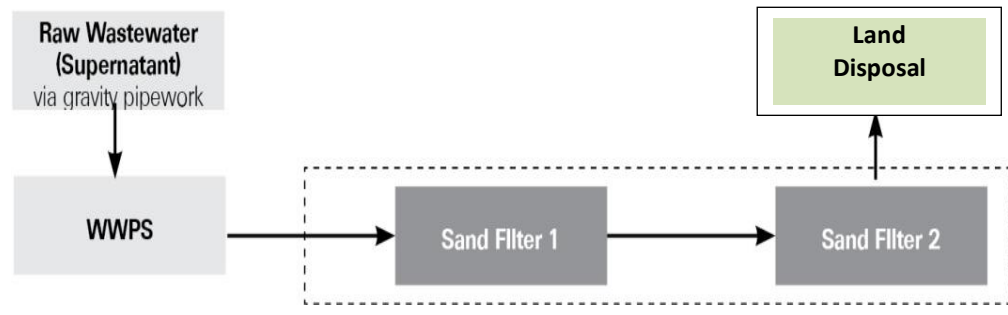 Raw Wastewater
(Supernatant)
via gravity pipework
WWPS
Sand FIlter 1
Sand FIlter 2
Land
Disposal